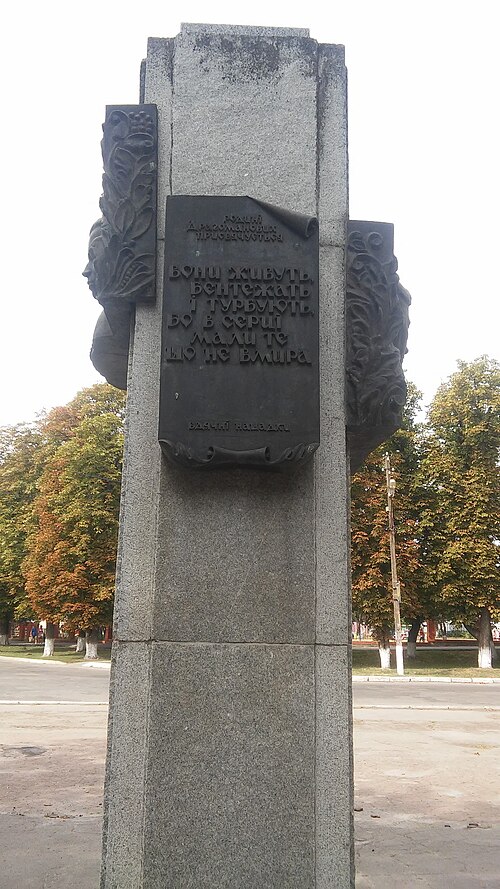 РОДИНІ
ДРАГОМАНОВИХ
ПРИСВЯЧУЄТЬСЯ
ВОНИ ЖИВУТЬ,
БЕНТЕЖАТЬ
І ТУРБУЮТЬ,
БО В СЕРЦІ
МАЛИ ТЕ
ЩО НЕ ВМИРА
ВДЯЧНІ НАЩАДКИ